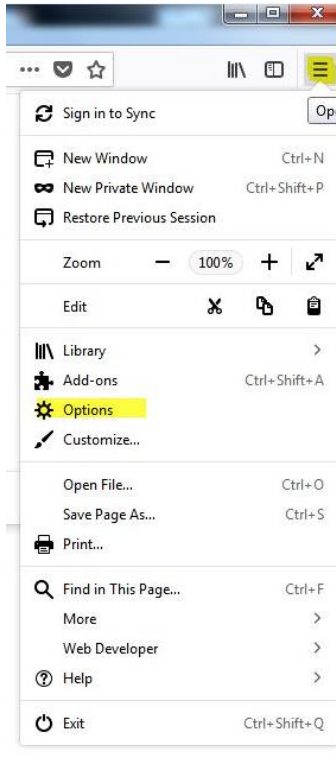 Sign in to Sync
Ope
New Window Ctrl+N
New Private Window Ctrl+Shift+P
Restore Previous Session
Zoom 100%
Edit
Library
Add-ons Ctrl+Shift+A
Options
Customize...
Open File... Ctrl+O
Save Page As... Ctrl+S
Print...
Find in This Page... Ctrl+F
More
Web Developer
Help
Exit Ctrl+Shift+Q